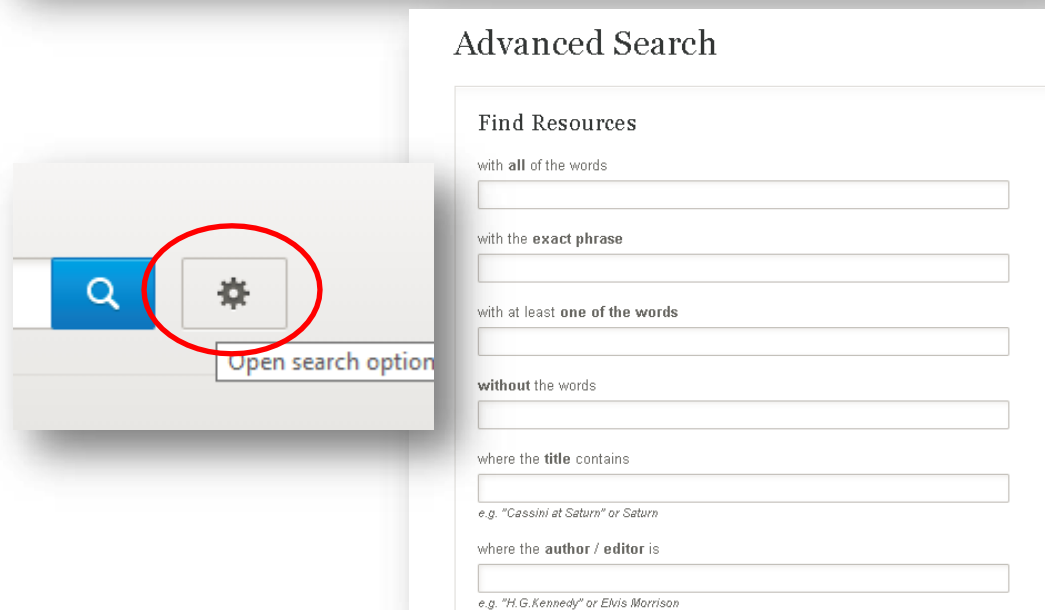 Advanced Search
Find Resources
with all of the words
with the exact phrase
with at least one of the words
without the words
where the title contains
e.g. "Cassini at Saturn" or Saturn
where the author / editor is
e.g. "H.G.Kennedy" or Elvis Morrison
Open search option